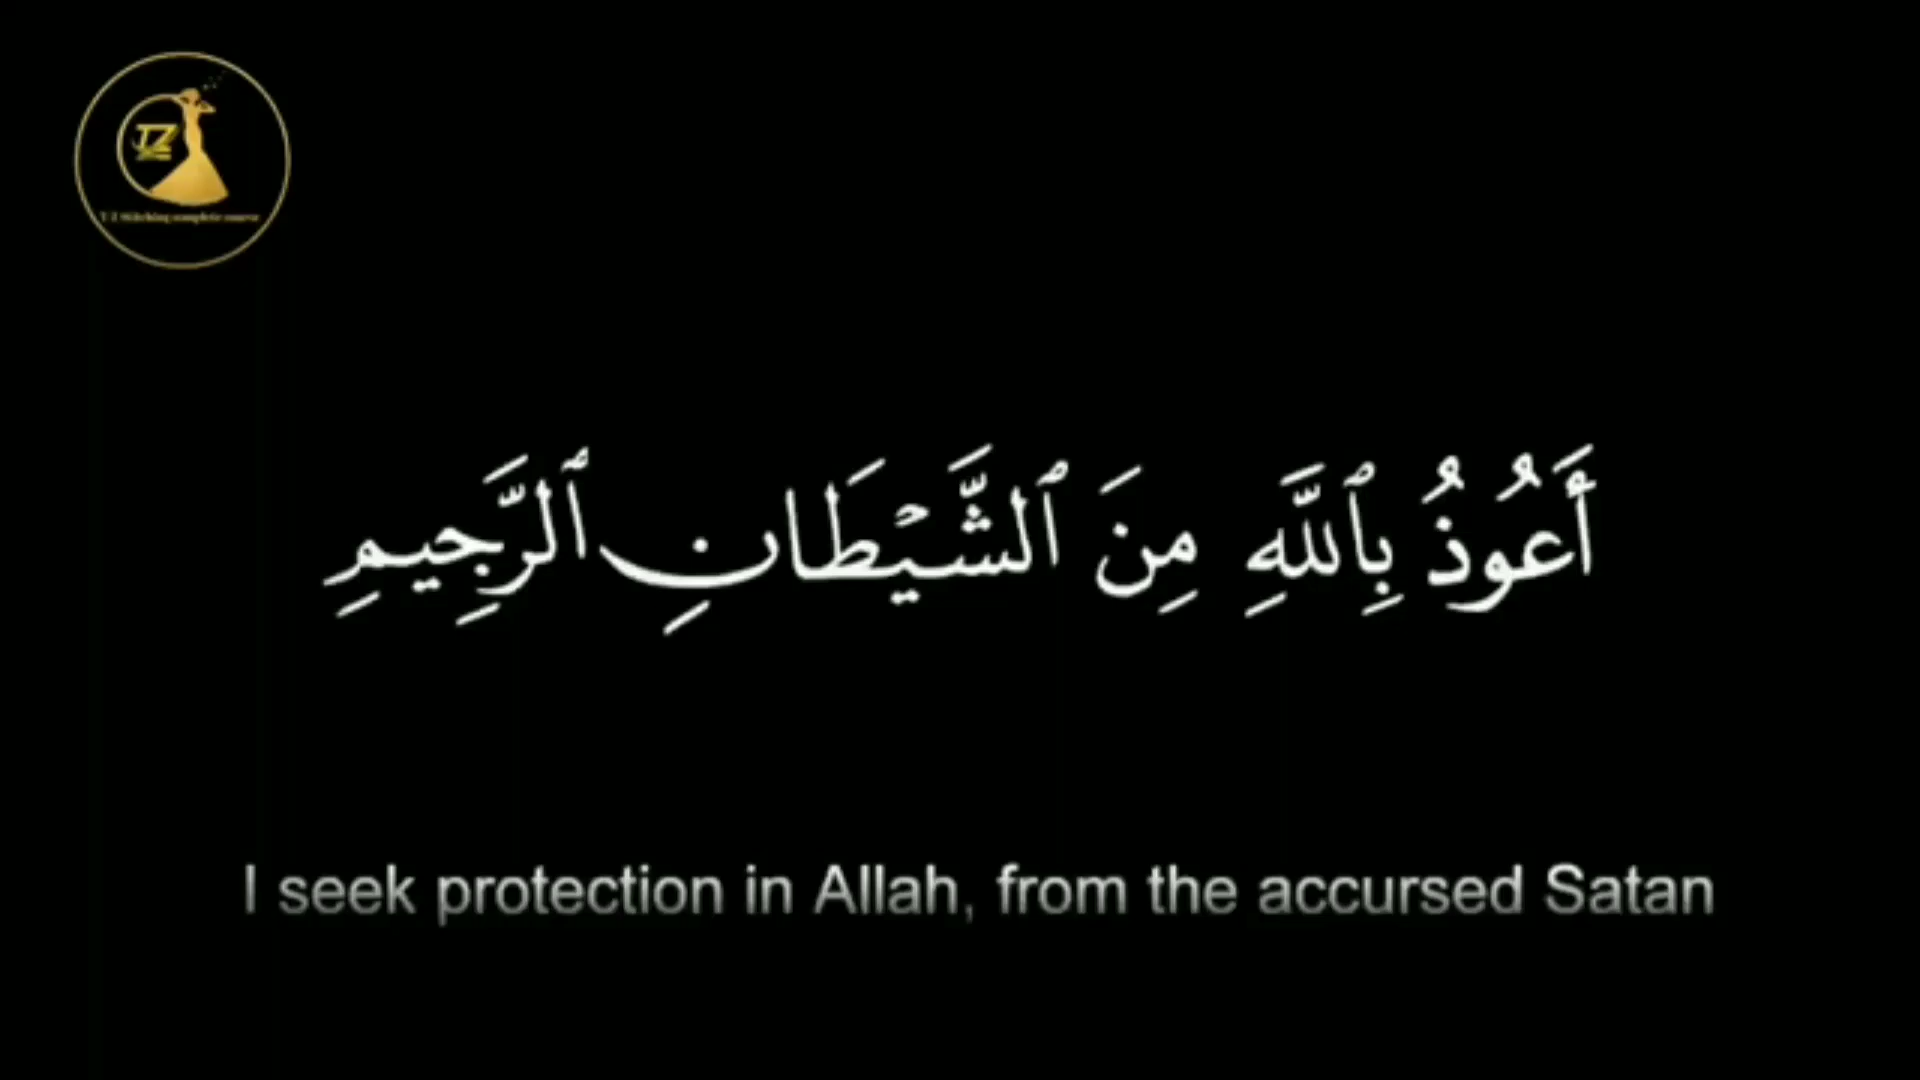 أَعُوذُ بِٱللَّهِ مِنَ ٱلشَّيۡطَانِ ٱلرَّجِيمِ
I seek protection in Allah, from the accursed Satan